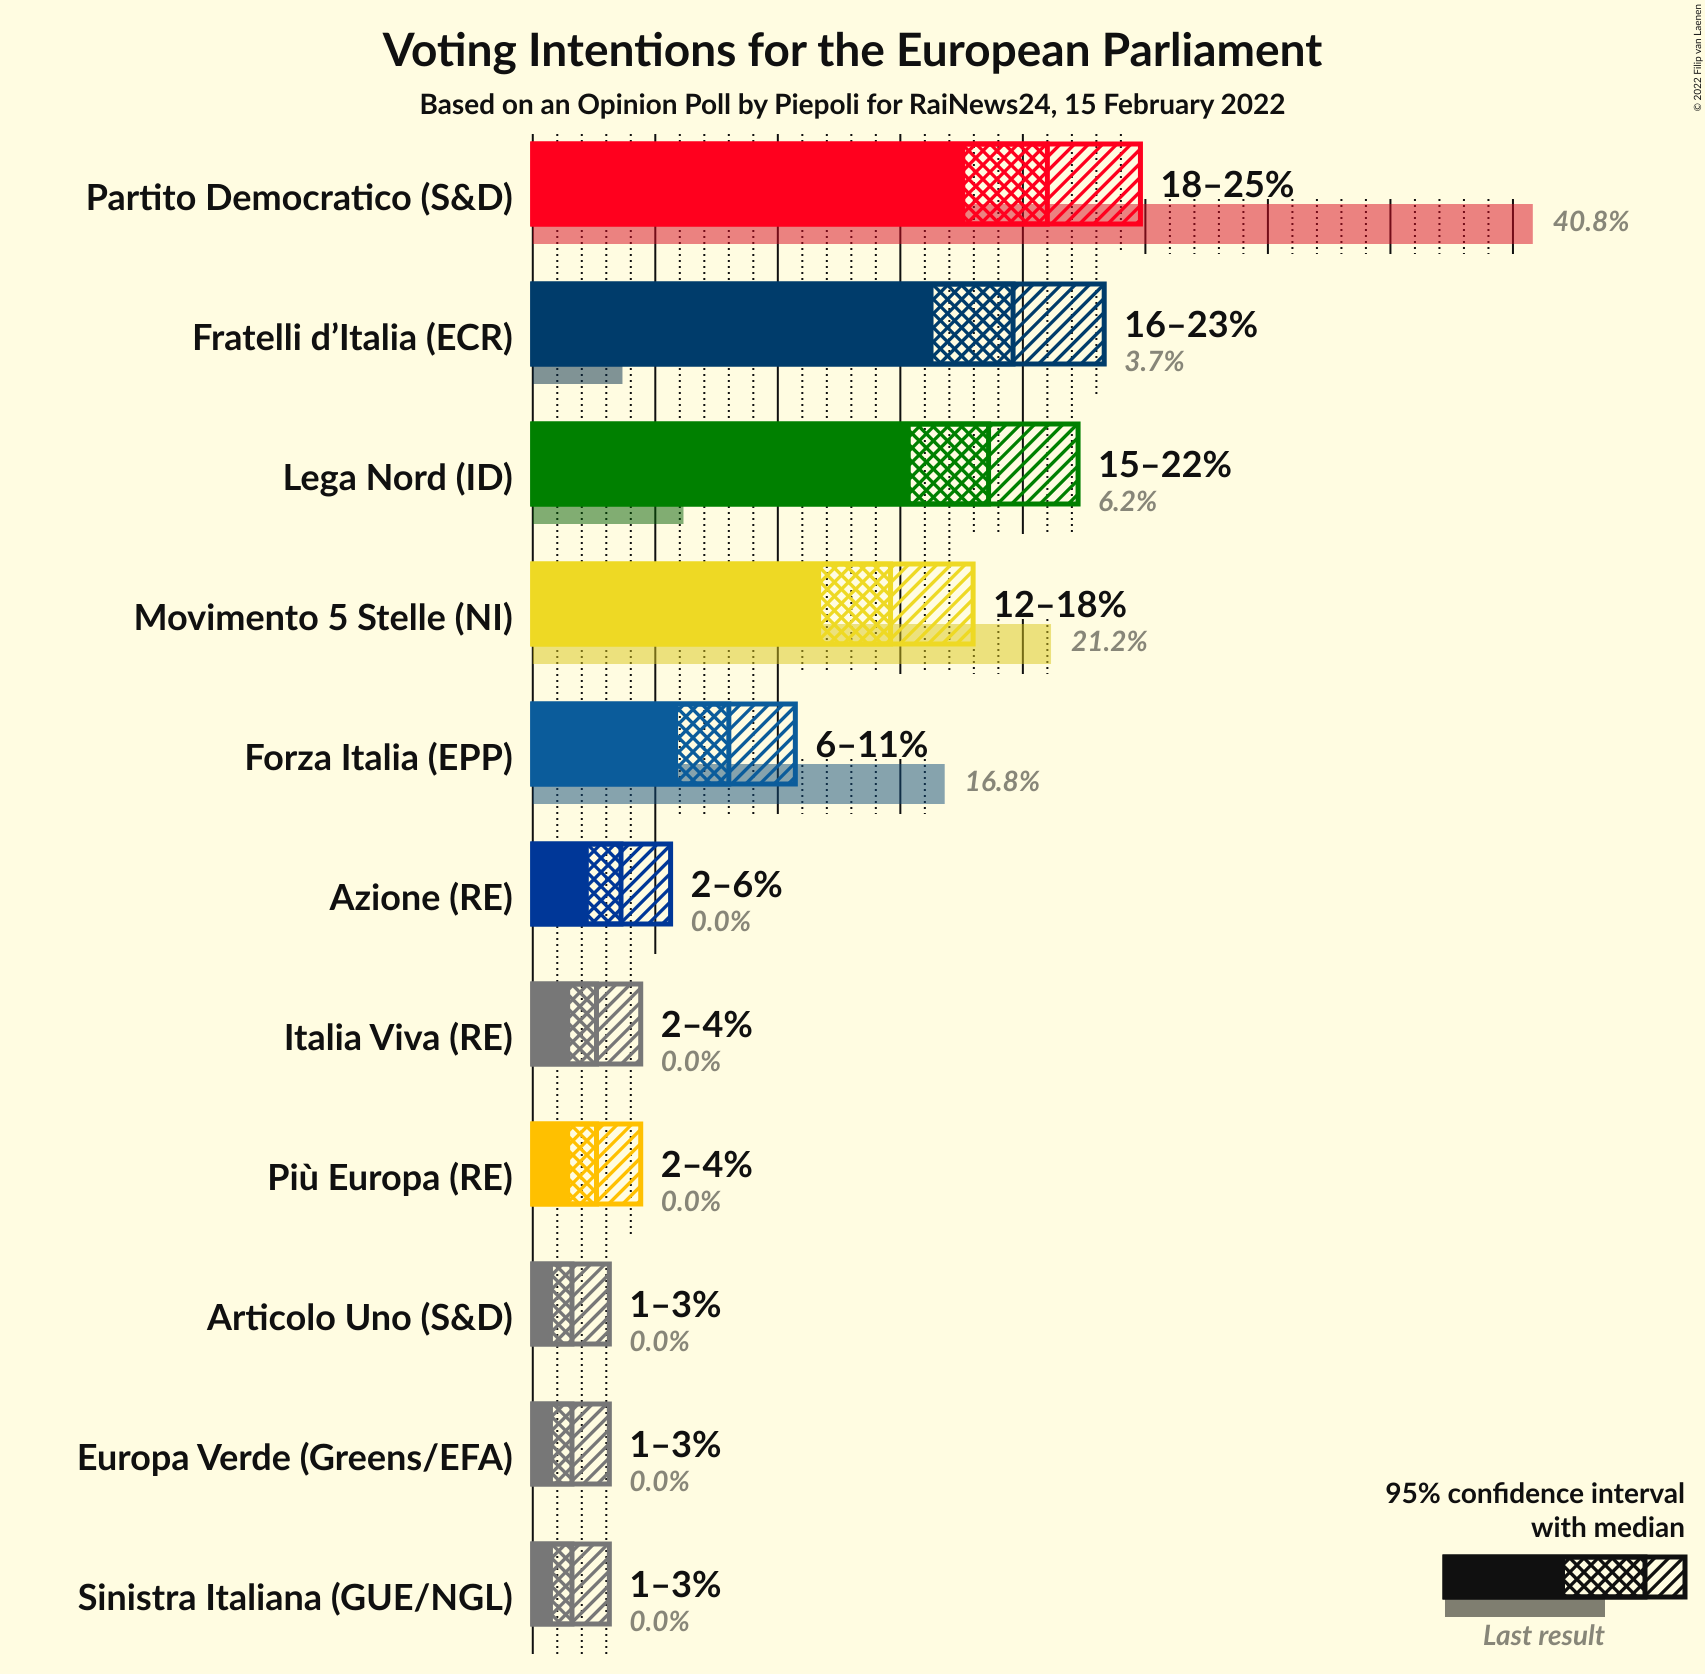 Voting Intentions for the European Parliament
Based on an Opinion Poll by Piepoli for RaiNews24, 15 February 2022
© 2022 Filip van Laenen
Partito Democratico (S&D)
18–25%
40.8%
Fratelli d’Italia (ECR)
16–23%
3.7%
Lega Nord (ID)
15–22%
6.2%
Movimento 5 Stelle (NI)
12–18%
21.2%
Forza Italia (EPP)
6–11%
16.8%
Azione (RE)
2–6%
0.0%
Italia Viva (RE)
2–4%
0.0%
Più Europa (RE)
2–4%
0.0%
Articolo Uno (S&D)
1–3%
0.0%
Europa Verde (Greens/EFA)
1–3%
0.0%
Sinistra Italiana (GUE/NGL)
1–3%
0.0%
95% confidence interval
with median
Last result